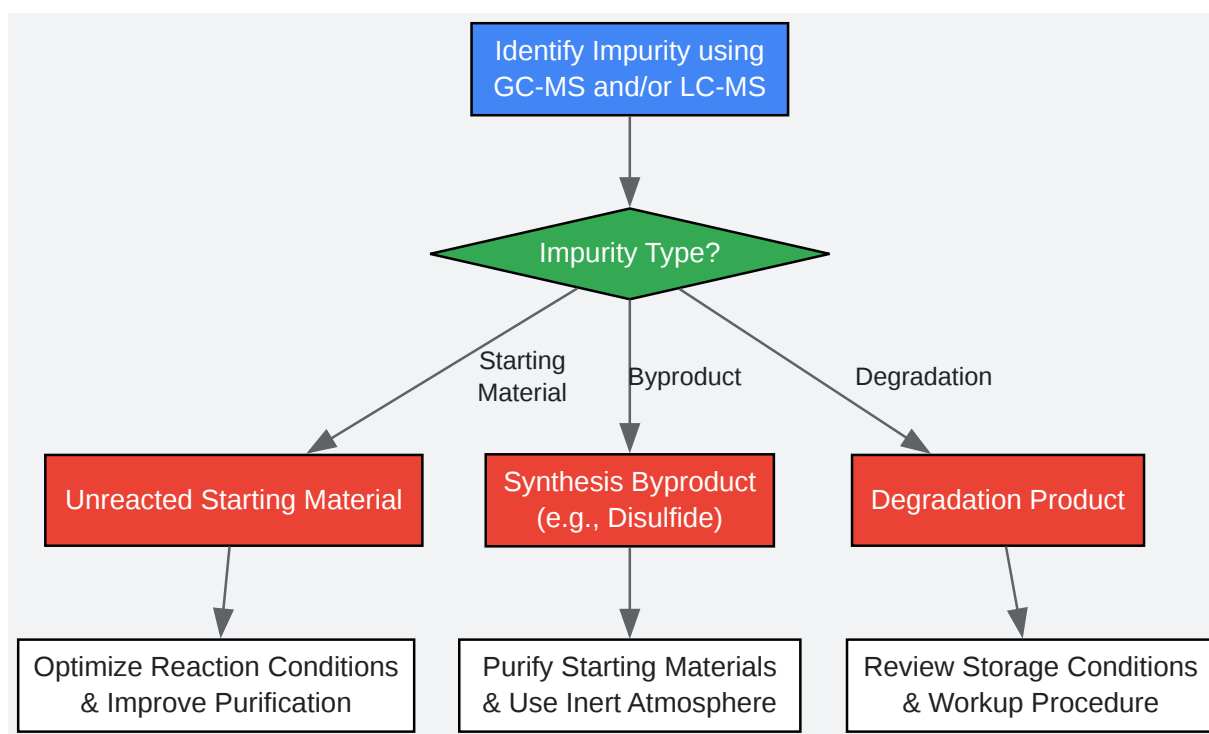 Identify Impurity using
GC-MS and/or LC-MS
Impurity Type?
Starting
Material
Byproduct
Degradation
Unreacted Starting Material
Synthesis Byproduct
(e.g., Disulfide)
Degradation Product
Optimize Reaction Conditions
& Improve Purification
Purify Starting Materials
& Use Inert Atmosphere
Review Storage Conditions
& Workup Procedure